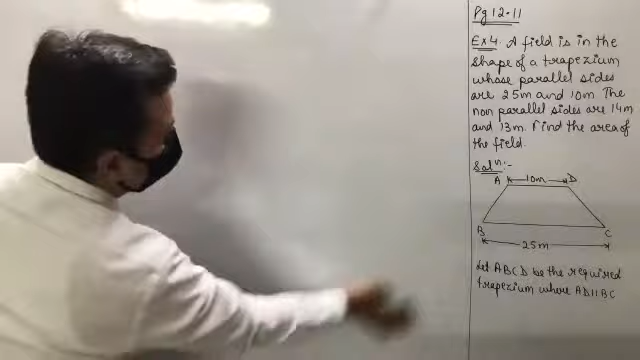 Pg 12.11
Ex 4. A field is in the
shape of a trapezium
whose parallel sides
are 25m and 10m. The
non parallel sides are 14m
and 13m. Find the area of
the field.
Solⁿ:-
A 10m D
B C
25m
Let ABCD be the required
trapezium where AD||BC